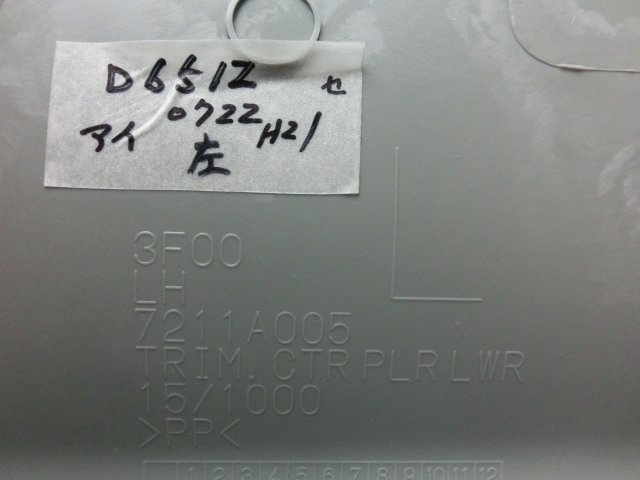 D651Z セ
0722
アイ H21
左
L
3F00
LH
7211A005
TRIM. CTR PLR LWR
15/1000
>PP<
1 2 3 4 5 6 7 8 9 10 11 12